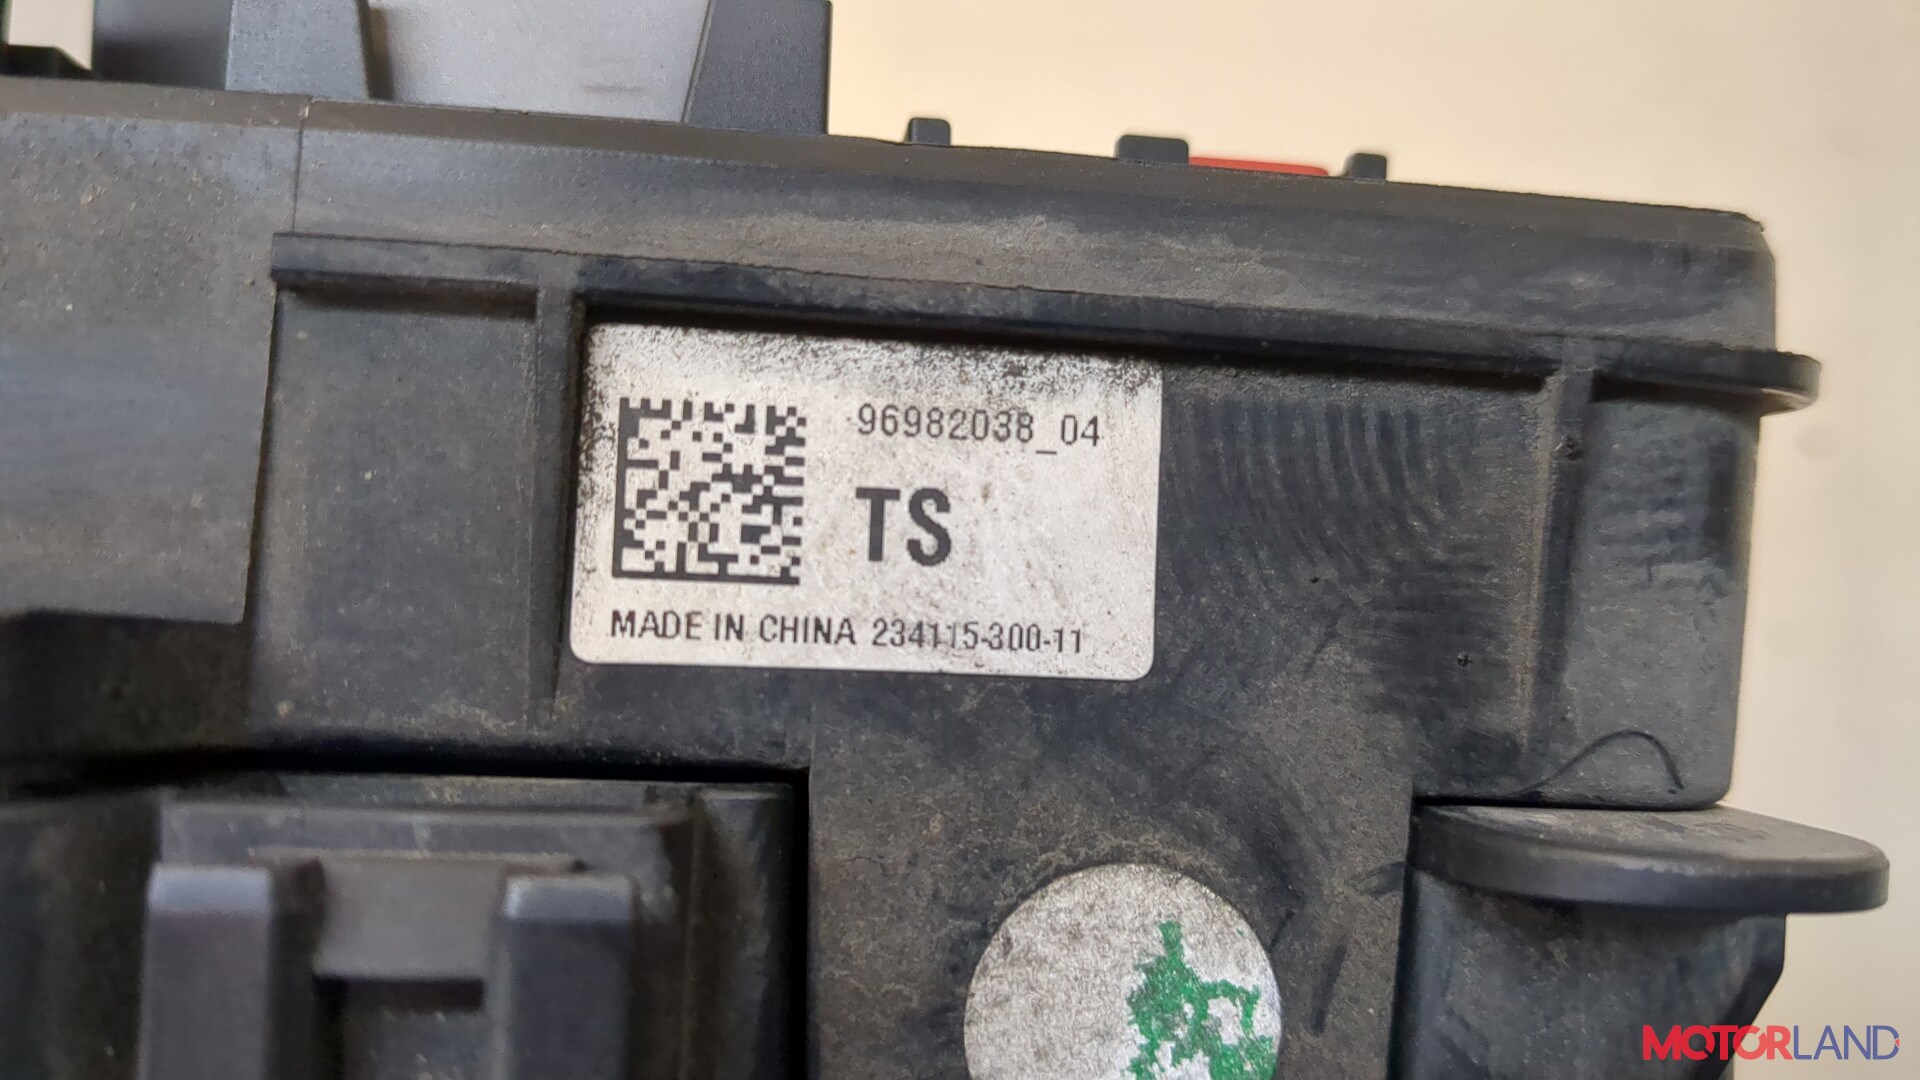 96982038_04
TS
MADE IN CHINA 234115-300-11
MOTORLAND